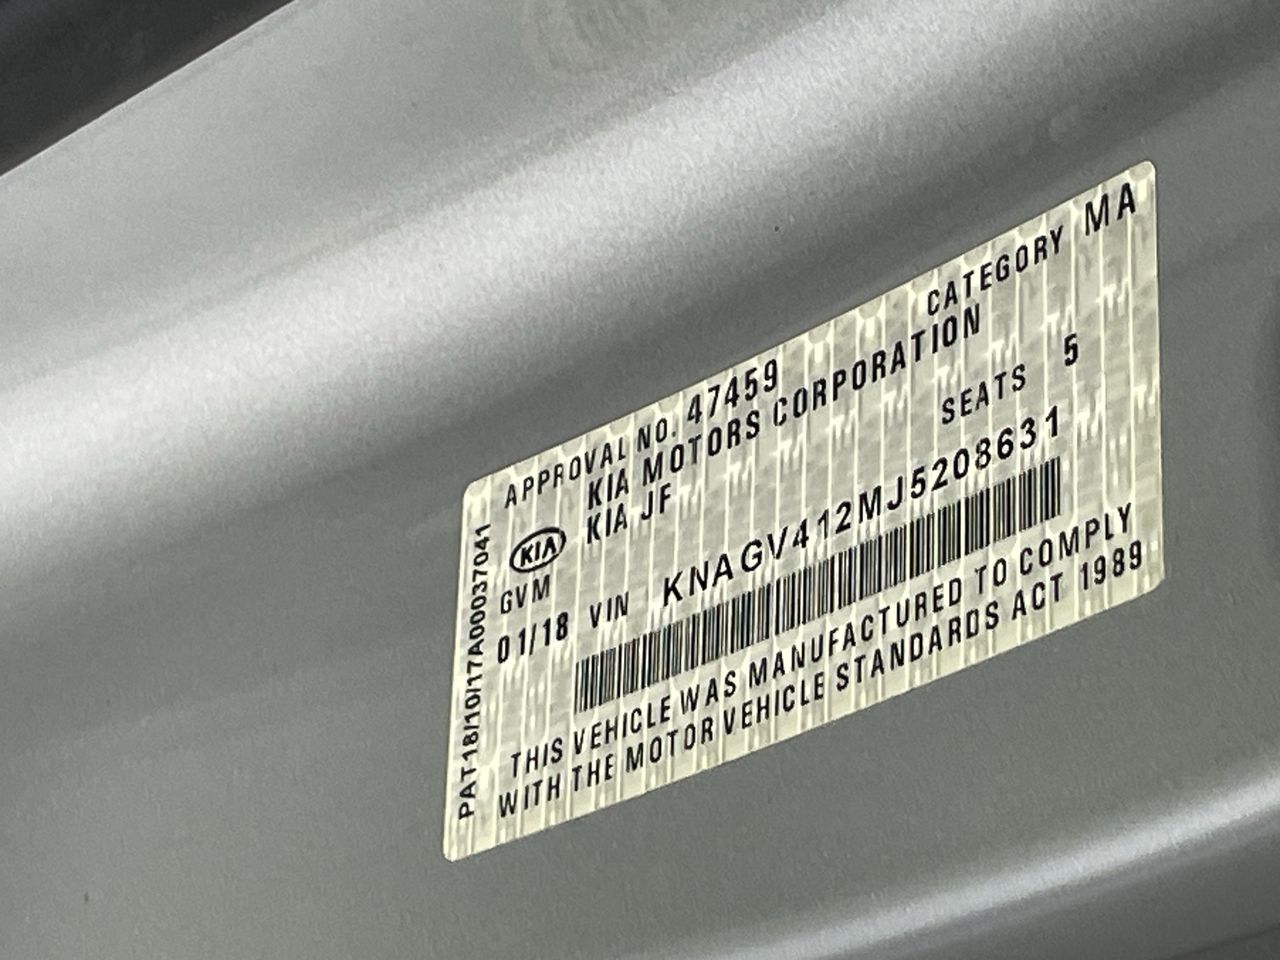 APPROVAL NO. 47459 CATEGORY MA
KIA MOTORS CORPORATION
KIA KIA JF SEATS 5
GVM
01/18 VIN KNAGV412MJ5208631
THIS VEHICLE WAS MANUFACTURED TO COMPLY
WITH THE MOTOR VEHICLE STANDARDS ACT 1989
PAT18/10/17A00037041